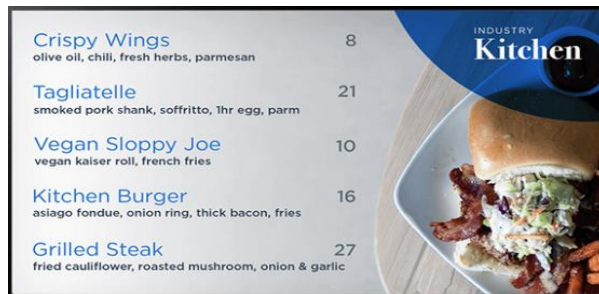 INDUSTRY
Kitchen
Crispy Wings 8
olive oil, chili, fresh herbs, parmesan
Tagliatelle 21
smoked pork shank, soffritto, 1hr egg, parm
Vegan Sloppy Joe 10
vegan kaiser roll, french fries
Kitchen Burger 16
asiago fondue, onion ring, thick bacon, fries
Grilled Steak 27
fried cauliflower, roasted mushroom, onion & garlic